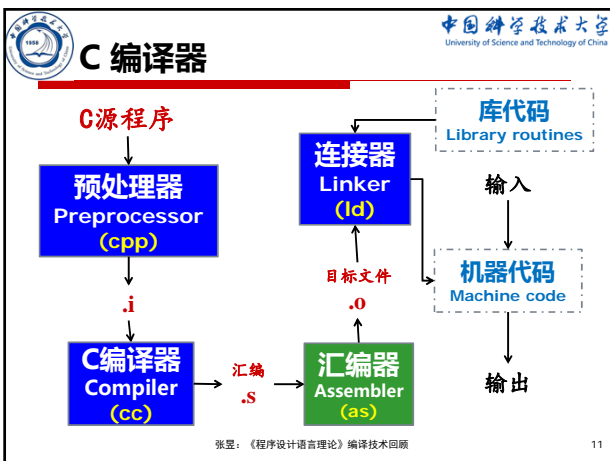 中国科学技术大学
University of Science and Technology of China
1958
C 编译器
C源程序
预处理器
Preprocessor
(cpp)
.i
C编译器
Compiler
(cc)
汇编
.s
汇编器
Assembler
(as)
目标文件
.o
连接器
Linker
(ld)
库代码
Library routines
输入
机器代码
Machine code
输出
张昱：《程序设计语言理论》编译技术回顾
11